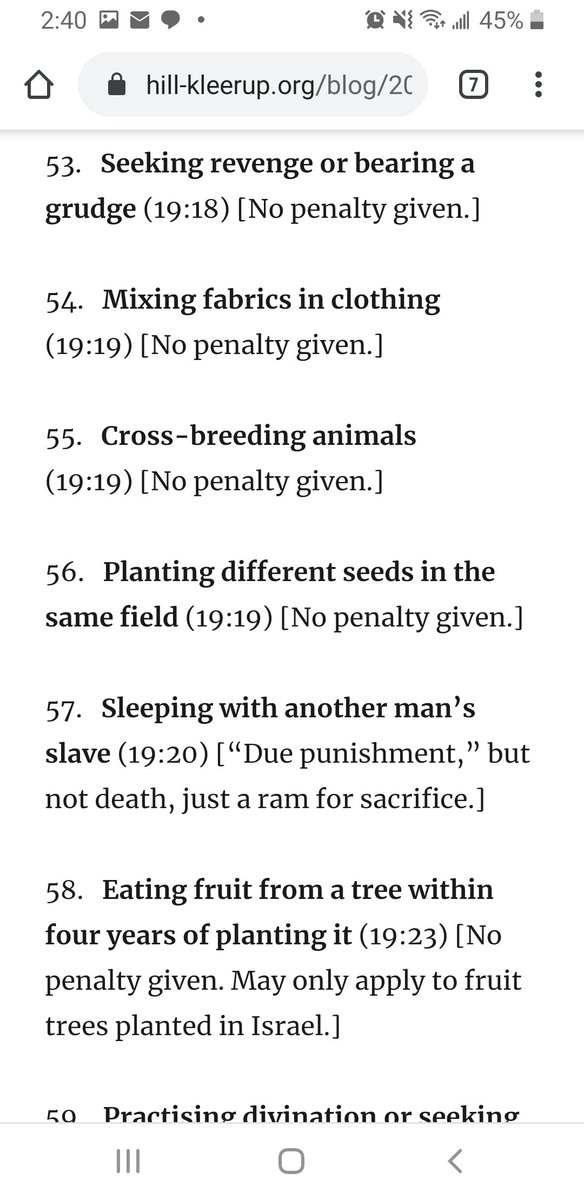 2:40 45%
hill-kleerup.org/blog/20 7
53. Seeking revenge or bearing a
grudge (19:18) [No penalty given.]
54. Mixing fabrics in clothing
(19:19) [No penalty given.]
55. Cross-breeding animals
(19:19) [No penalty given.]
56. Planting different seeds in the
same field (19:19) [No penalty given.]
57. Sleeping with another man’s
slave (19:20) [“Due punishment,” but
not death, just a ram for sacrifice.]
58. Eating fruit from a tree within
four years of planting it (19:23) [No
penalty given. May only apply to fruit
trees planted in Israel.]
59 Practising divination or seeking